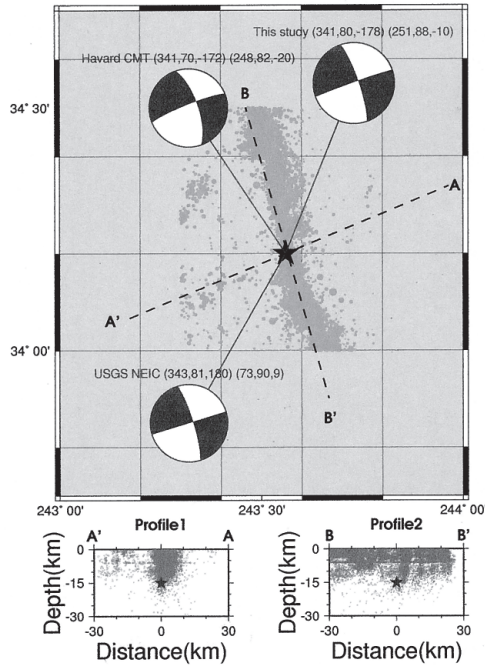 This study (341,80,-178) (251,88,-10)
Havard CMT (341,70,-172) (248,82,-20)
B
34° 30'
A
A'
34° 00'
USGS NEIC (343,81,180) (73,90,9)
B'
243° 00' 243° 30' 244° 00'
Profile1 Profile2
A' A B B'
Depth(km) 0 -15 -30 Depth(km) 0 -15 -30
-30 0 30 -30 0 30
Distance(km) Distance(km)